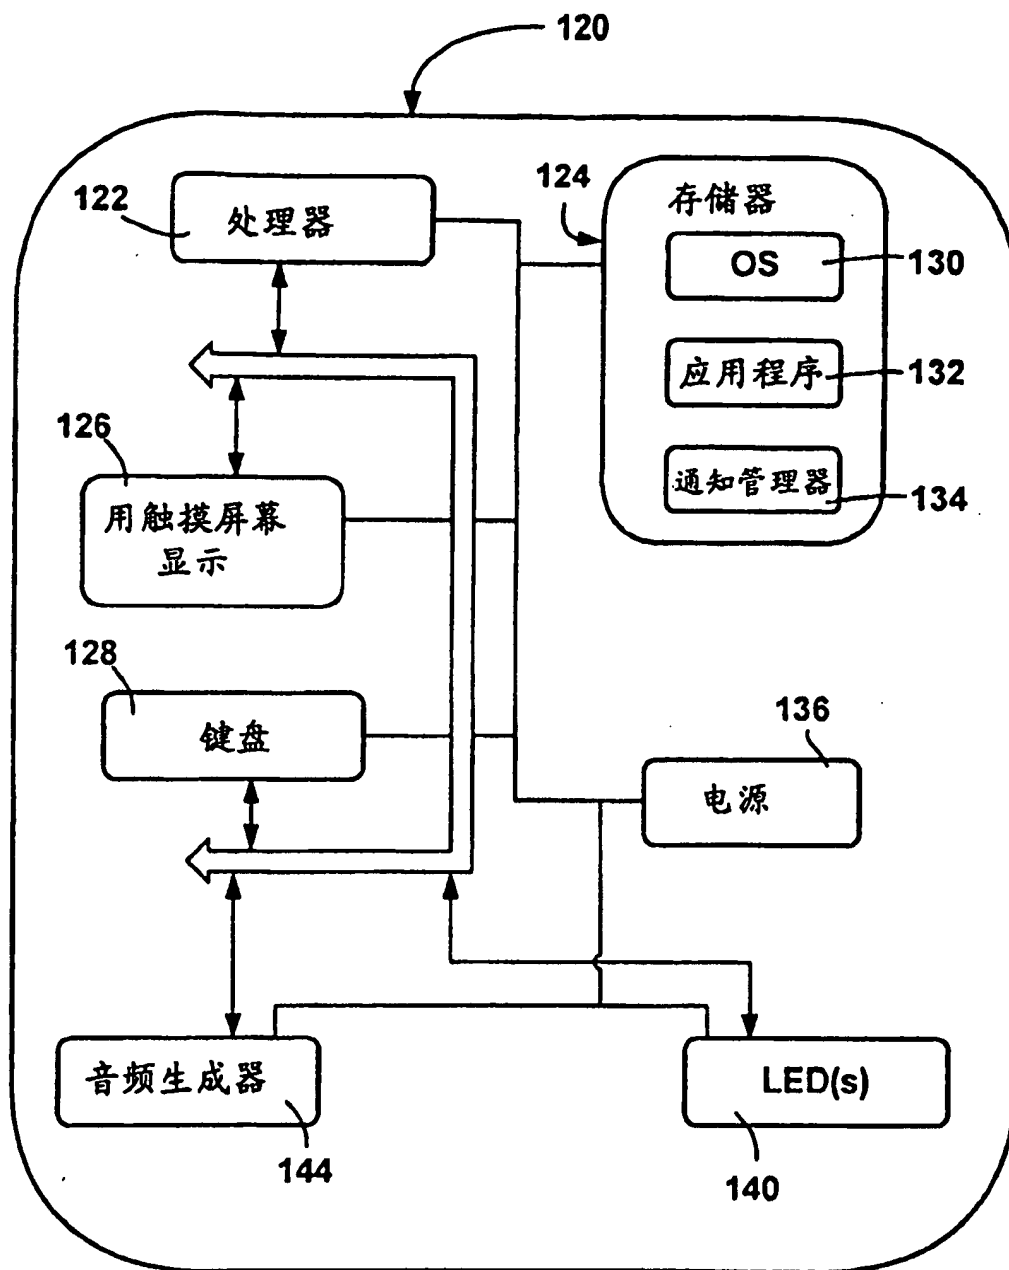 120
122
处理器
124
存储器
OS
130
应用程序
132
通知管理器
134
126
用触摸屏幕
显示
128
键盘
136
电源
音频生成器
144
LED(s)
140